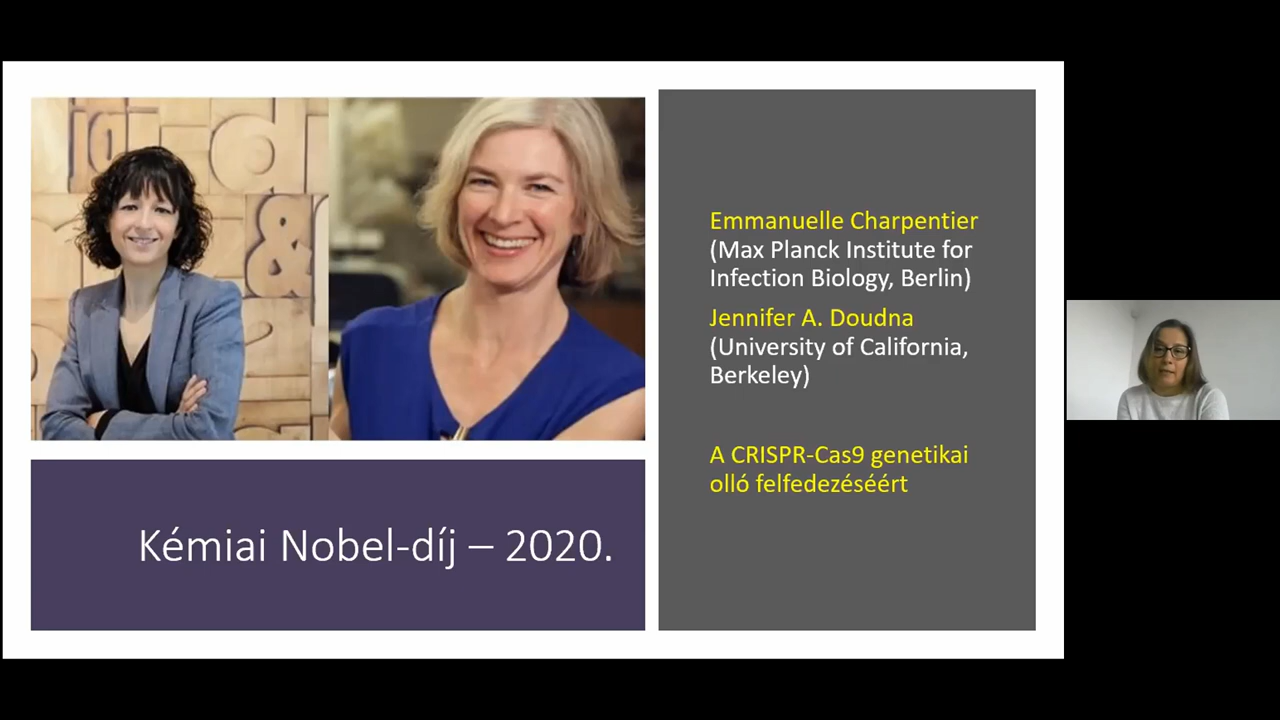 Emmanuelle Charpentier
(Max Planck Institute for
Infection Biology, Berlin)
Jennifer A. Doudna
(University of California,
Berkeley)
A CRISPR-Cas9 genetikai
olló felfedezéséért
Kémiai Nobel-díj – 2020.